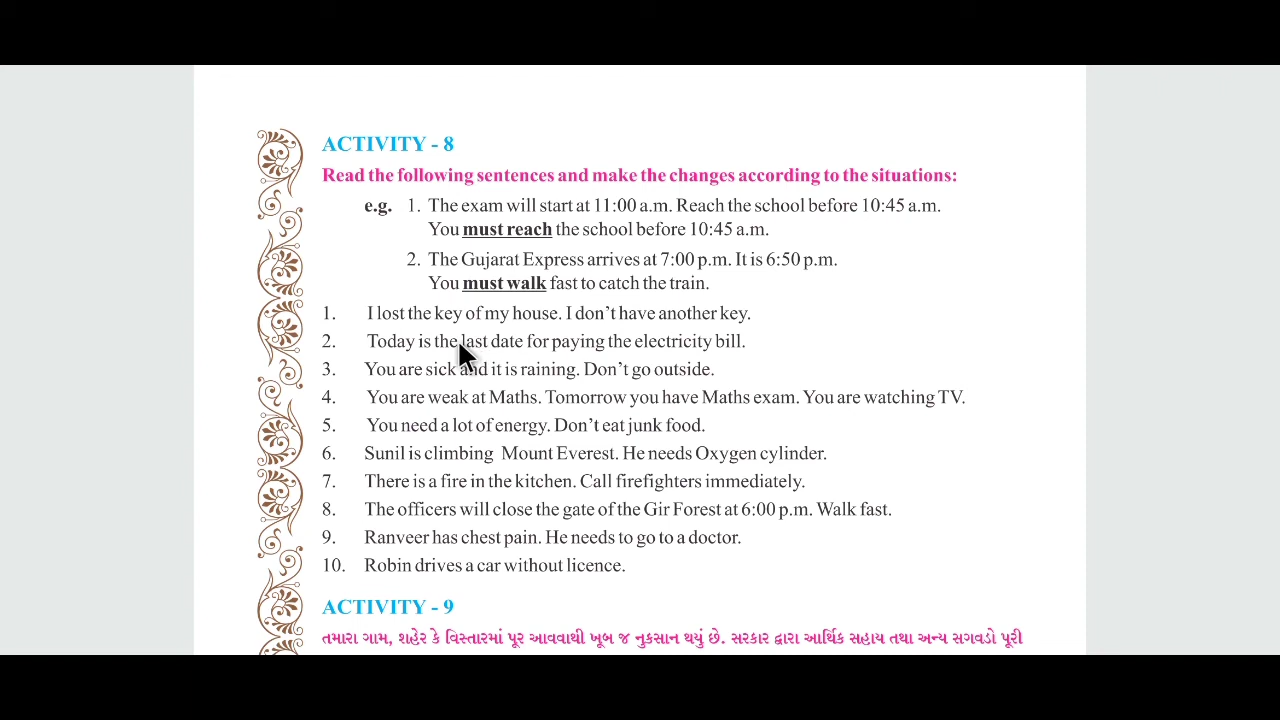 ACTIVITY - 8
Read the following sentences and make the changes according to the situations:
e.g. 1. The exam will start at 11:00 a.m. Reach the school before 10:45 a.m.
You must reach the school before 10:45 a.m.
2. The Gujarat Express arrives at 7:00 p.m. It is 6:50 p.m.
You must walk fast to catch the train.
1. I lost the key of my house. I don't have another key.
2. Today is the last date for paying the electricity bill.
3. You are sick and it is raining. Don't go outside.
4. You are weak at Maths. Tomorrow you have Maths exam. You are watching TV.
5. You need a lot of energy. Don't eat junk food.
6. Sunil is climbing Mount Everest. He needs Oxygen cylinder.
7. There is a fire in the kitchen. Call firefighters immediately.
8. The officers will close the gate of the Gir Forest at 6:00 p.m. Walk fast.
9. Ranveer has chest pain. He needs to go to a doctor.
10. Robin drives a car without licence.
ACTIVITY - 9
તમારા ગામ, શહેર કે વિસ્તારમાં પૂર આવવાથી ખૂબ જ નુકસાન થયું છે. સરકાર દ્વારા આર્થિક સહાય તથા અન્ય સગવડો પૂરી